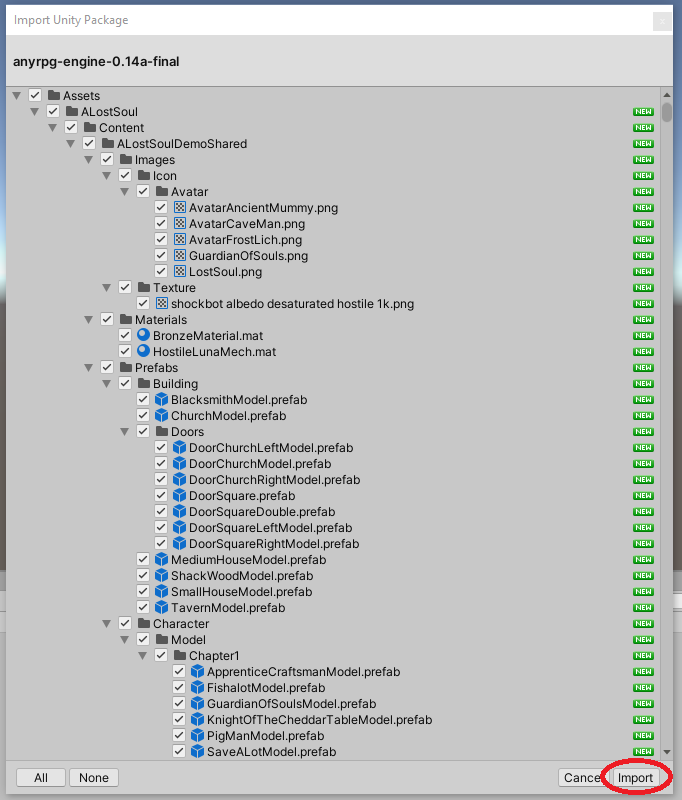 Import Unity Package
anyrpg-engine-0.14a-final
Assets
ALostSoul NEW
Content NEW
ALostSoulDemoShared NEW
Images NEW
Icon NEW
Avatar NEW
AvatarAncientMummy.png NEW
AvatarCaveMan.png NEW
AvatarFrostLich.png NEW
GuardianOfSouls.png NEW
LostSoul.png NEW
Texture NEW
shockbot albedo desaturated hostile 1k.png NEW
Materials NEW
BronzeMaterial.mat NEW
HostileLunaMech.mat NEW
Prefabs NEW
Building NEW
BlacksmithModel.prefab NEW
ChurchModel.prefab NEW
Doors NEW
DoorChurchLeftModel.prefab NEW
DoorChurchModel.prefab NEW
DoorChurchRightModel.prefab NEW
DoorSquare.prefab NEW
DoorSquareDouble.prefab NEW
DoorSquareLeftModel.prefab NEW
DoorSquareRightModel.prefab NEW
MediumHouseModel.prefab NEW
ShackWoodModel.prefab NEW
SmallHouseModel.prefab NEW
TavernModel.prefab NEW
Character NEW
Model NEW
Chapter1 NEW
ApprenticeCraftsmanModel.prefab NEW
FishalotModel.prefab NEW
GuardianOfSoulsModel.prefab NEW
KnightOfTheCheddarTableModel.prefab NEW
PigManModel.prefab NEW
SaveALotModel.prefab NEW
All None Cancel Import